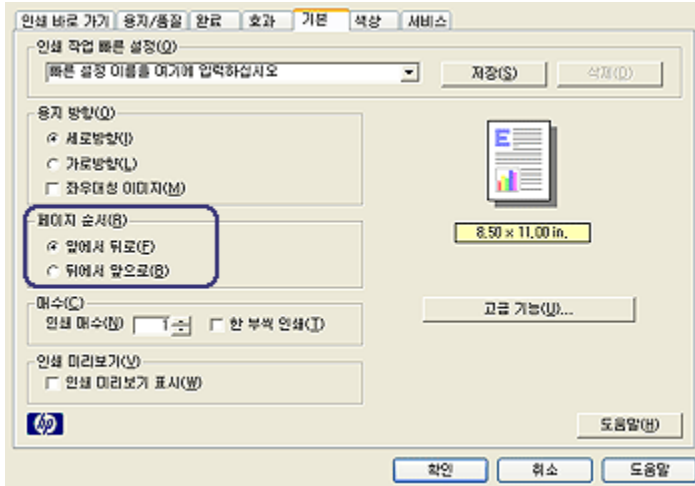 인쇄 바로 가기 용지/품질 완료 효과 기본 색상 서비스
인쇄 작업 빠른 설정(Q)
빠른 설정 이름을 여기에 입력하십시오 저장(S) 삭제(D)
용지 방향(O)
세로방향(I)
가로방향(L)
좌우대칭 이미지(M)
E
8.50 × 11.00 in.
페이지 순서(R)
앞에서 뒤로(F)
뒤에서 앞으로(B)
매수(C)
인쇄 매수(N) 1 한 부씩 인쇄(T)
고급 기능(U)...
인쇄 미리보기(V)
인쇄 미리보기 표시(W)
hp
도움말(H)
확인 취소 도움말